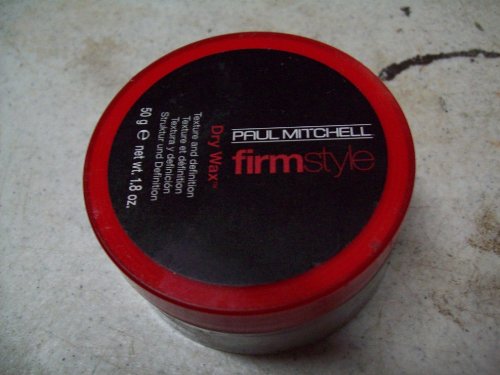 PAUL MITCHELL
firmstyle
Dry Wax™
Texture and definition
Texture et définition
Textura y definición
Struktur und Definition
50 g ℮ net wt. 1.8 oz.